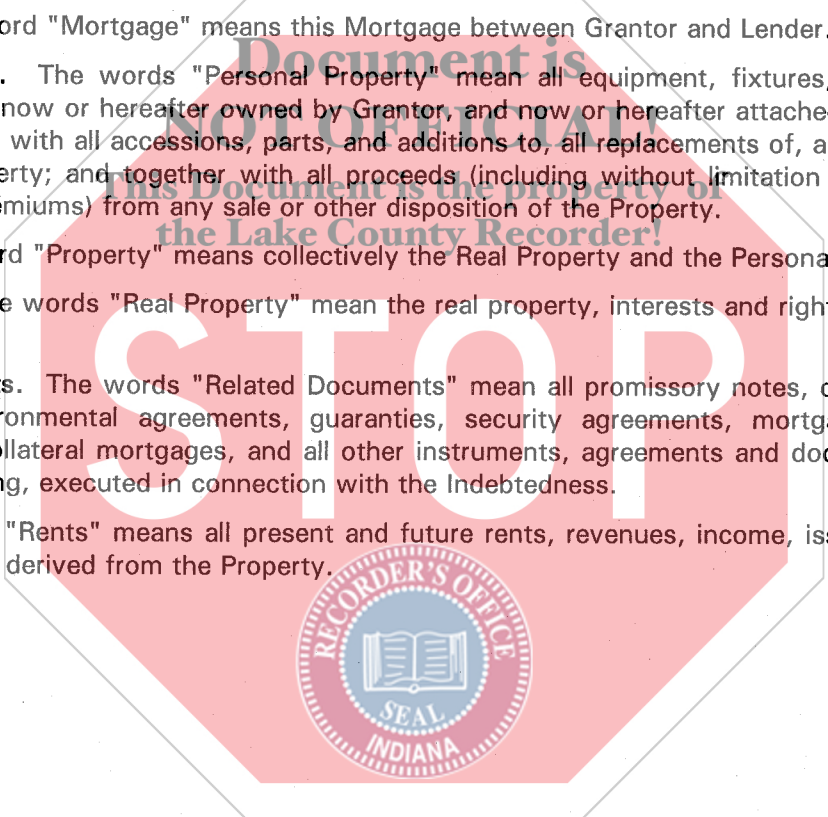 ord "Mortgage" means this Mortgage between Grantor and Lender.
Document is
. The words "Personal Property" mean all equipment, fixtures,
now or hereafter owned by Grantor, and now or hereafter attache
NOT OFFICIAL!
with all accessions, parts, and additions to, all replacements of, a
erty; and together with all proceeds (including without limitation
This Document is the property of
emiums) from any sale or other disposition of the Property.
the Lake County Recorder!
rd "Property" means collectively the Real Property and the Persona
e words "Real Property" mean the real property, interests and righ
STOP
s. The words "Related Documents" mean all promissory notes, c
ronmental agreements, guaranties, security agreements, mortga
ollateral mortgages, and all other instruments, agreements and doc
ng, executed in connection with the Indebtedness.
"Rents" means all present and future rents, revenues, income, iss
derived from the Property.
RECORDER'S OFFICE
SEAL
INDIANA